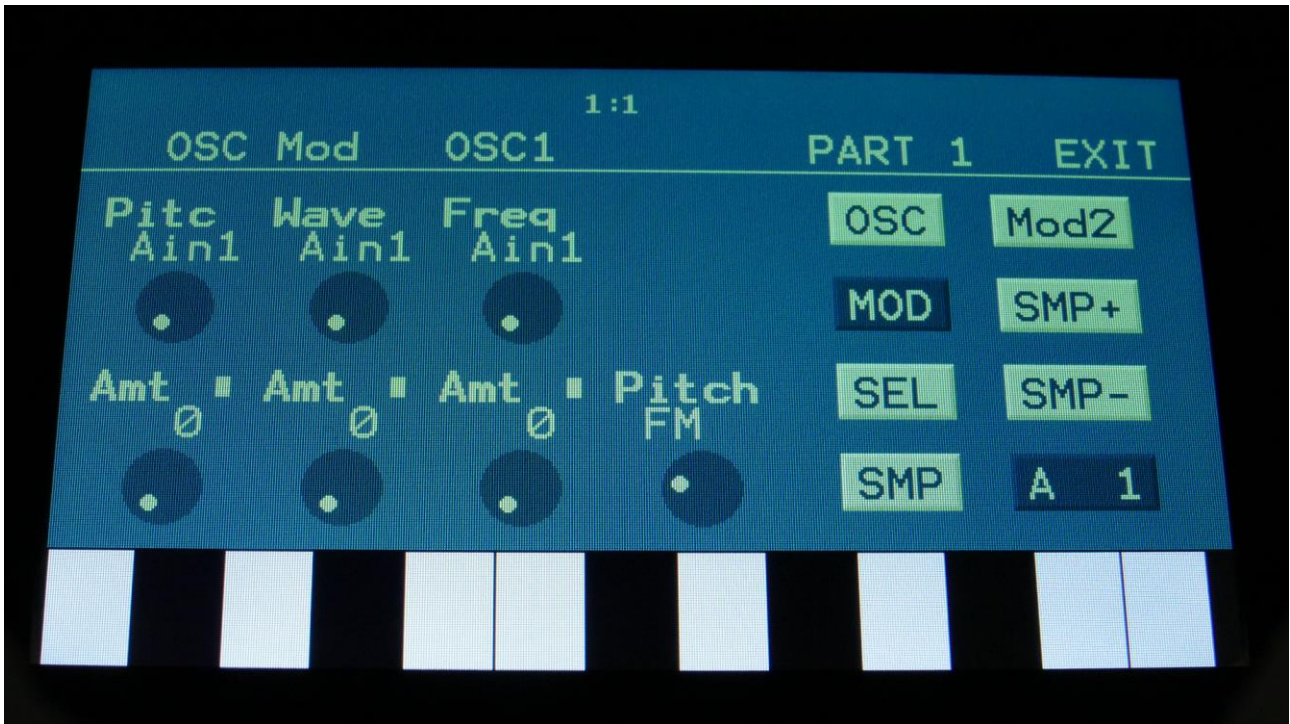 1:1
OSC Mod OSC1 PART 1 EXIT
Pitc Wave Freq OSC Mod2
Ain1 Ain1 Ain1
MOD SMP+
Amt Amt Amt Pitch SEL SMP-
0 0 0 FM
SMP A 1